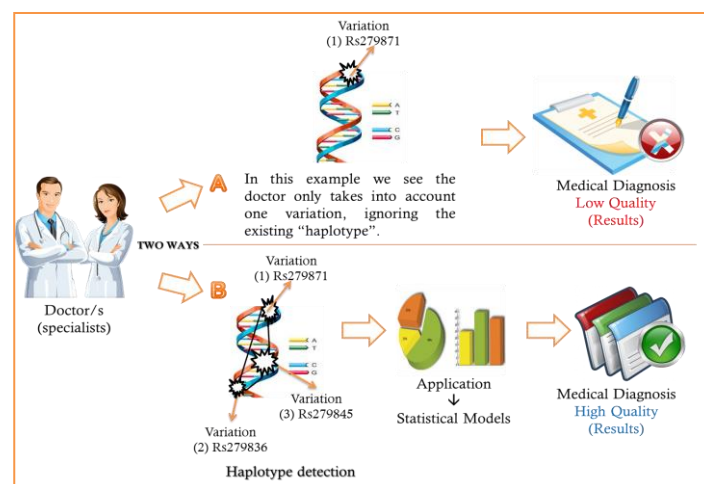 Variation
(1) Rs279871
A
T
C
G
A
In this example we see the
doctor only takes into account
one variation, ignoring the
existing “haplotype”.
Medical Diagnosis
Low Quality
(Results)
TWO WAYS
Doctor/s
(specialists)
B
Variation
(1) Rs279871
A
T
C
G
Variation
(3) Rs279845
Variation
(2) Rs279836
Haplotype detection
Application
↓
Statistical Models
Medical Diagnosis
High Quality
(Results)